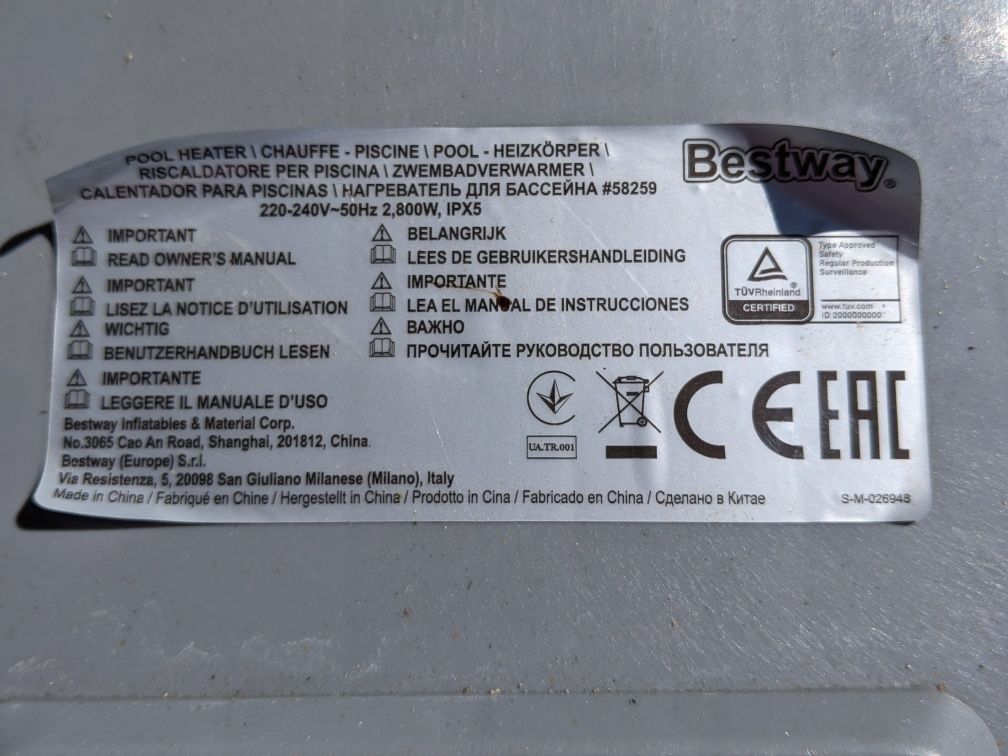 POOL HEATER \ CHAUFFE - PISCINE \ POOL - HEIZKÖRPER \
RISCALDATORE PER PISCINA \ ZWEMBADVERWARMER \
CALENTADOR PARA PISCINAS \ НАГРЕВАТЕЛЬ ДЛЯ БАССЕЙНА #58259
220-240V~50Hz 2,800W, IPX5
Bestway®
IMPORTANT
READ OWNER'S MANUAL
IMPORTANT
LISEZ LA NOTICE D'UTILISATION
WICHTIG
BENUTZERHANDBUCH LESEN
IMPORTANTE
LEGGERE IL MANUALE D'USO
BELANGRIJK
LEES DE GEBRUIKERSHANDLEIDING
IMPORTANTE
LEA EL MANUAL DE INSTRUCCIONES
ВАЖНО
ПРОЧИТАЙТЕ РУКОВОДСТВО ПОЛЬЗОВАТЕЛЯ
TÜVRheinland®
CERTIFIED
Type Approved
Safety
Regular Production
Surveillance
www.tuv.com
ID 2000000000
UA.TR.001
CE
EAC
Bestway Inflatables & Material Corp.
No.3065 Cao An Road, Shanghai, 201812, China.
Bestway (Europe) S.r.l.
Via Resistenza, 5, 20098 San Giuliano Milanese (Milano), Italy
Made in China / Fabriqué en Chine / Hergestellt in China / Prodotto in Cina / Fabricado en China / Сделано в Китае
S-M-026948